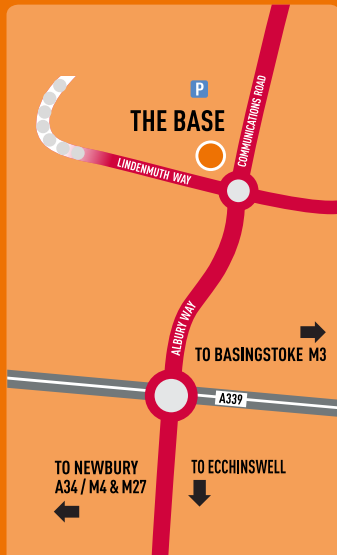 P
THE BASE
COMMUNICATIONS ROAD
LINDENMUTH WAY
ALBURY WAY
TO BASINGSTOKE M3
A339
TO NEWBURY
A34 / M4 & M27
TO ECCHINSWELL